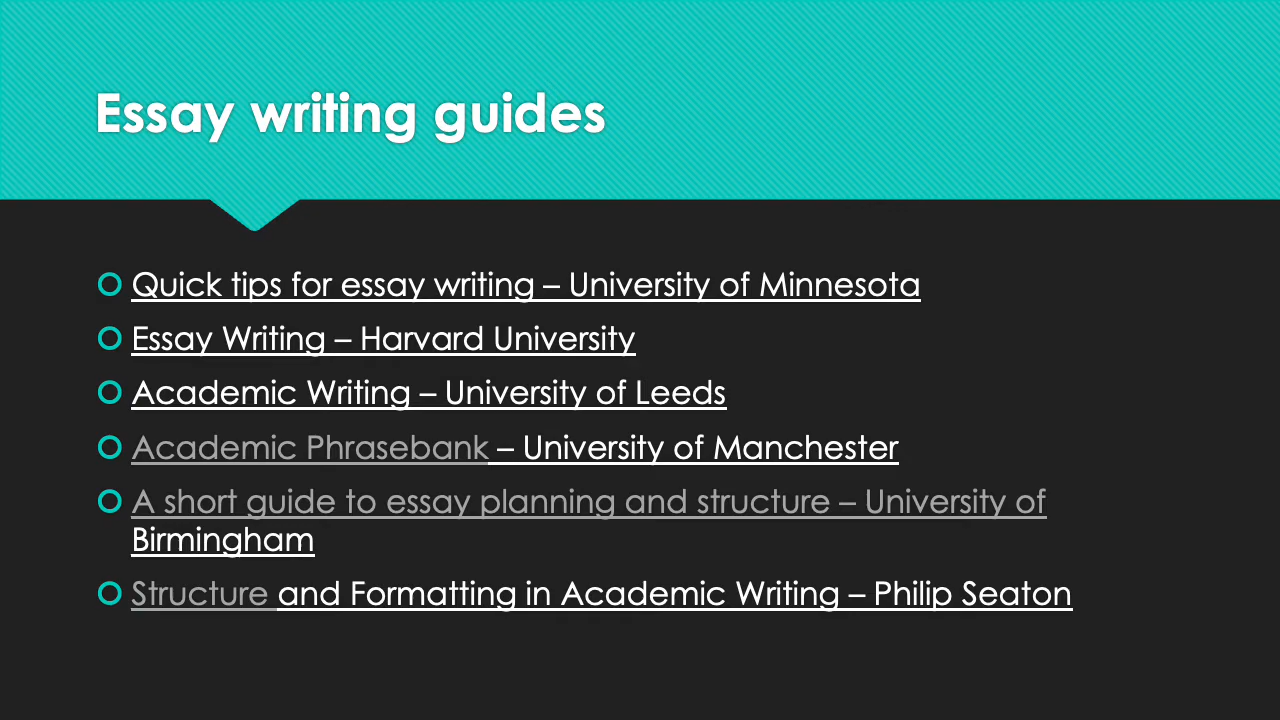 Essay writing guides
Quick tips for essay writing – University of Minnesota
Essay Writing – Harvard University
Academic Writing – University of Leeds
Academic Phrasebank – University of Manchester
A short guide to essay planning and structure – University of
Birmingham
Structure and Formatting in Academic Writing – Philip Seaton